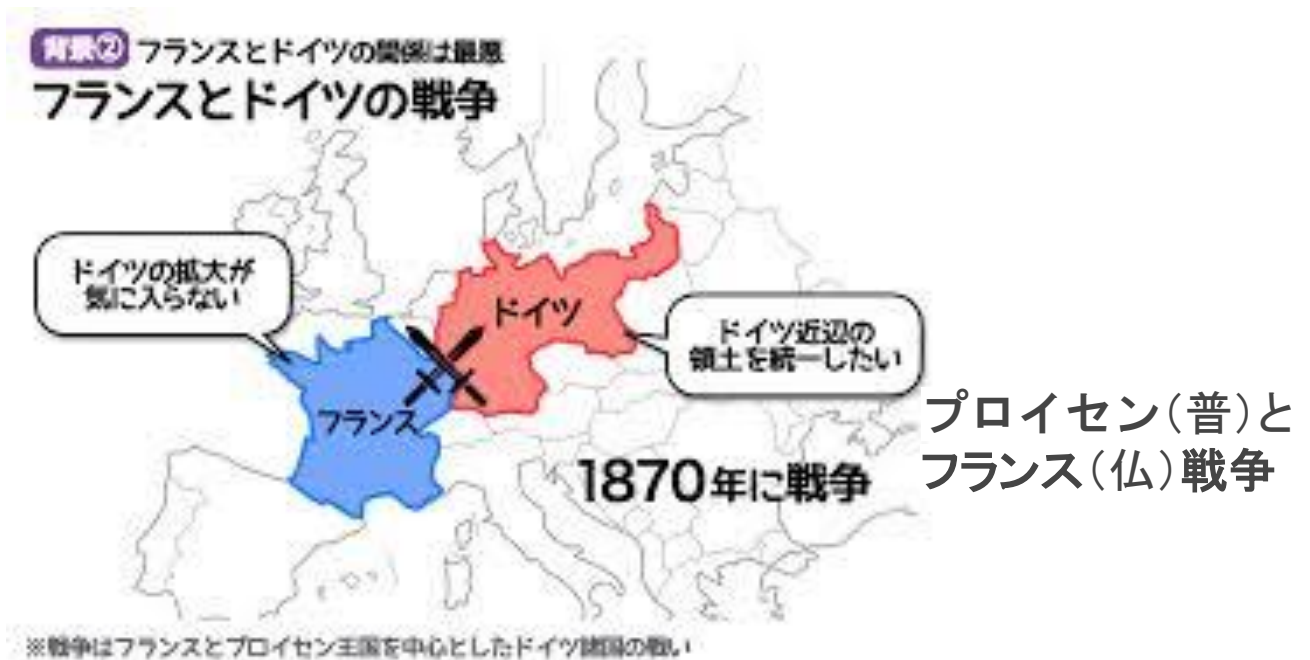 背景② フランスとドイツの関係は最悪
フランスとドイツの戦争
ドイツの拡大が
気に入らない
ドイツ
ドイツ近辺の
領土を統一したい
フランス
1870年に戦争
プロイセン(普)と
フランス(仏)戦争
※戦争はフランスとプロイセン王国を中心としたドイツ諸国の戦い